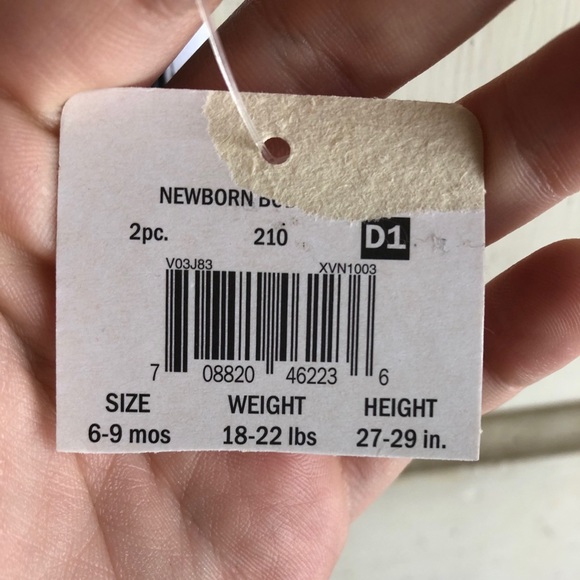 NEWBORN
2pc. 210 D1
V03J83 XVN1003
7 08820 46223 6
SIZE WEIGHT HEIGHT
6-9 mos 18-22 lbs 27-29 in.